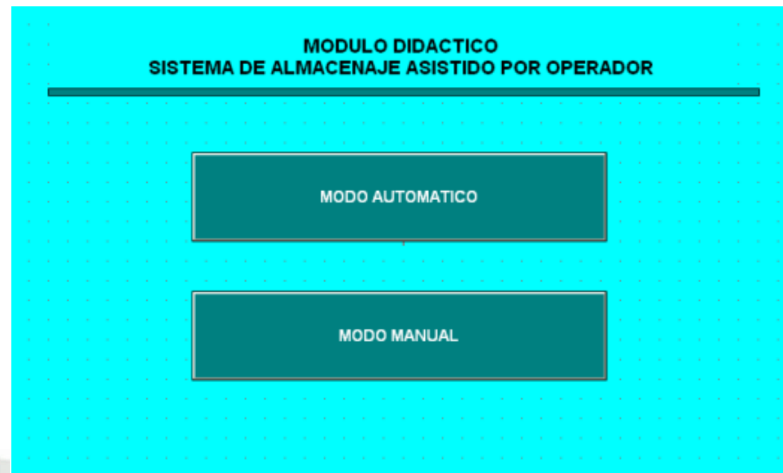 MODULO DIDACTICO
SISTEMA DE ALMACENAJE ASISTIDO POR OPERADOR
MODO AUTOMATICO
MODO MANUAL